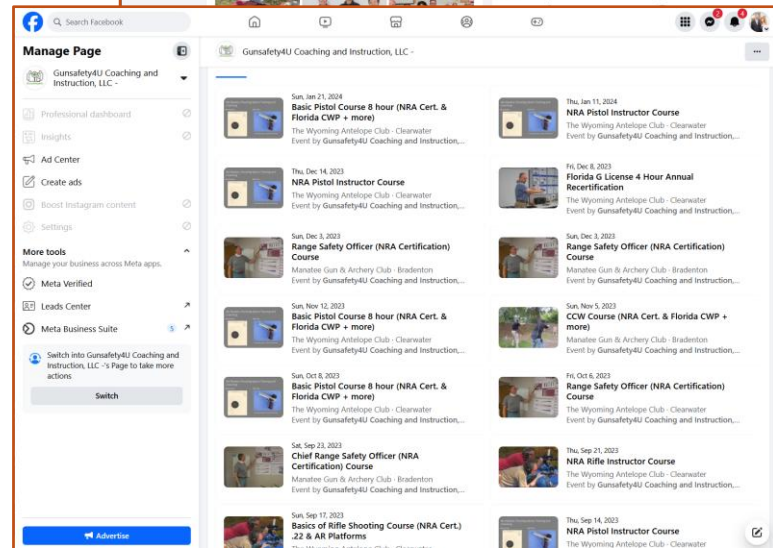 Search Facebook
2
4
Manage Page
Gunsafety4U Coaching and
Instruction, LLC -
Professional dashboard
Insights
Ad Center
Create ads
Boost Instagram content
Settings
More tools
Manage your business across Meta apps.
Meta Verified
Leads Center
Meta Business Suite
5
Switch into Gunsafety4U Coaching and
Instruction, LLC -'s Page to take more
actions
Switch
Advertise
Gunsafety4U Coaching and Instruction, LLC -
Sun, Jan 21, 2024
Basic Pistol Course 8 hour (NRA Cert. &
Florida CWP + more)
The Wyoming Antelope Club · Clearwater
Event by Gunsafety4U Coaching and Instruction,...
Thu, Jan 11, 2024
NRA Pistol Instructor Course
The Wyoming Antelope Club · Clearwater
Event by Gunsafety4U Coaching and Instruction,...
Thu, Dec 14, 2023
NRA Pistol Instructor Course
The Wyoming Antelope Club · Clearwater
Event by Gunsafety4U Coaching and Instruction,...
Fri, Dec 8, 2023
Florida G License 4 Hour Annual
Recertification
The Wyoming Antelope Club · Clearwater
Event by Gunsafety4U Coaching and Instruction,...
Sun, Dec 3, 2023
Range Safety Officer (NRA Certification)
Course
Manatee Gun & Archery Club · Bradenton
Event by Gunsafety4U Coaching and Instruction,...
Sun, Dec 3, 2023
Range Safety Officer (NRA Certification)
Course
Manatee Gun & Archery Club · Bradenton
Event by Gunsafety4U Coaching and Instruction,...
Sun, Nov 12, 2023
Basic Pistol Course 8 hour (NRA Cert. &
Florida CWP + more)
The Wyoming Antelope Club · Clearwater
Event by Gunsafety4U Coaching and Instruction,...
Sun, Nov 5, 2023
CCW Course (NRA Cert. & Florida CWP +
more)
Manatee Gun & Archery Club · Bradenton
Event by Gunsafety4U Coaching and Instruction,...
Sun, Oct 8, 2023
Basic Pistol Course 8 hour (NRA Cert. &
Florida CWP + more)
The Wyoming Antelope Club · Clearwater
Event by Gunsafety4U Coaching and Instruction,...
Fri, Oct 6, 2023
Range Safety Officer (NRA Certification)
Course
The Wyoming Antelope Club · Clearwater
Event by Gunsafety4U Coaching and Instruction,...
Sat, Sep 23, 2023
Chief Range Safety Officer (NRA
Certification) Course
Manatee Gun & Archery Club · Bradenton
Event by Gunsafety4U Coaching and Instruction,...
Thu, Sep 21, 2023
NRA Rifle Instructor Course
The Wyoming Antelope Club · Clearwater
Event by Gunsafety4U Coaching and Instruction,...
Sun, Sep 17, 2023
Basics of Rifle Shooting Course (NRA Cert.)
.22 & AR Platforms
The Wyoming Antelope Club · Clearwater
Thu, Sep 14, 2023
NRA Pistol Instructor Course
The Wyoming Antelope Club · Clearwater